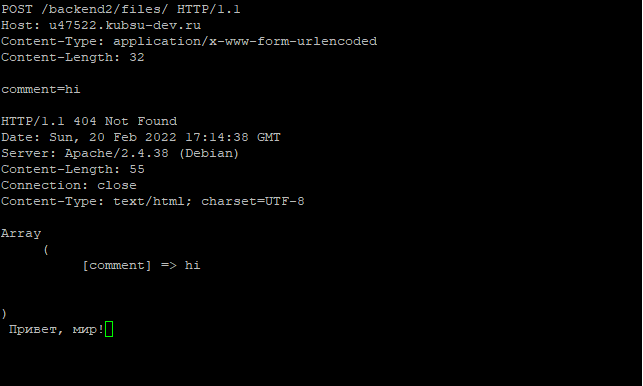 POST /backend2/files/ HTTP/1.1
Host: u47522.kubsu-dev.ru
Content-Type: application/x-www-form-urlencoded
Content-Length: 32

comment=hi

HTTP/1.1 404 Not Found
Date: Sun, 20 Feb 2022 17:14:38 GMT
Server: Apache/2.4.38 (Debian)
Content-Length: 55
Connection: close
Content-Type: text/html; charset=UTF-8

Array
(
[comment] => hi
)
Привет, мир!